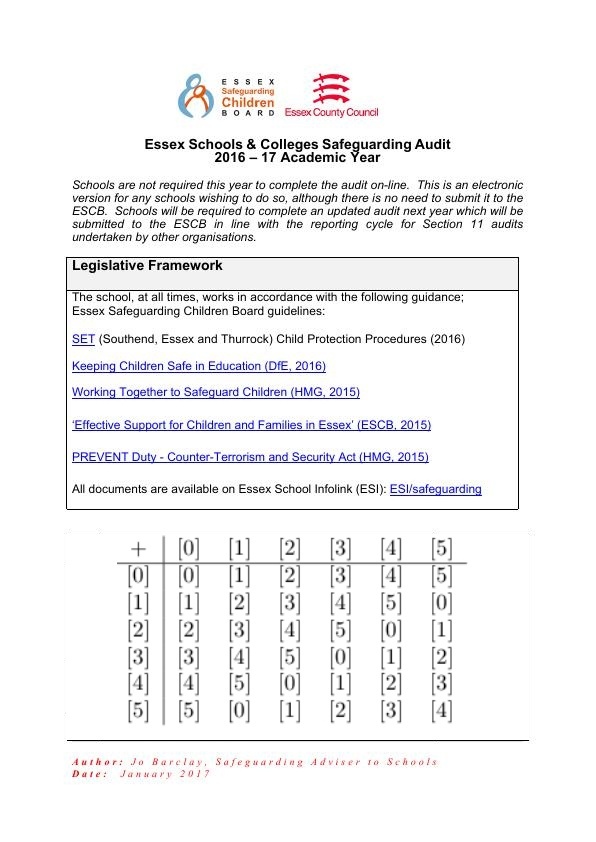 ESSEX
Safeguarding
Children
BOARD
Essex County Council
Essex Schools & Colleges Safeguarding Audit
2016 – 17 Academic Year
Schools are not required this year to complete the audit on-line. This is an electronic
version for any schools wishing to do so, although there is no need to submit it to the
ESCB. Schools will be required to complete an updated audit next year which will be
submitted to the ESCB in line with the reporting cycle for Section 11 audits
undertaken by other organisations.
Legislative Framework
The school, at all times, works in accordance with the following guidance;
Essex Safeguarding Children Board guidelines:
SET (Southend, Essex and Thurrock) Child Protection Procedures (2016)
Keeping Children Safe in Education (DfE, 2016)
Working Together to Safeguard Children (HMG, 2015)
‘Effective Support for Children and Families in Essex’ (ESCB, 2015)
PREVENT Duty - Counter-Terrorism and Security Act (HMG, 2015)
All documents are available on Essex School Infolink (ESI): ESI/safeguarding
+ [0] [1] [2] [3] [4] [5]
[0] [0] [1] [2] [3] [4] [5]
[1] [1] [2] [3] [4] [5] [0]
[2] [2] [3] [4] [5] [0] [1]
[3] [3] [4] [5] [0] [1] [2]
[4] [4] [5] [0] [1] [2] [3]
[5] [5] [0] [1] [2] [3] [4]
Author: Jo Barclay, Safeguarding Adviser to Schools
Date: January 2017